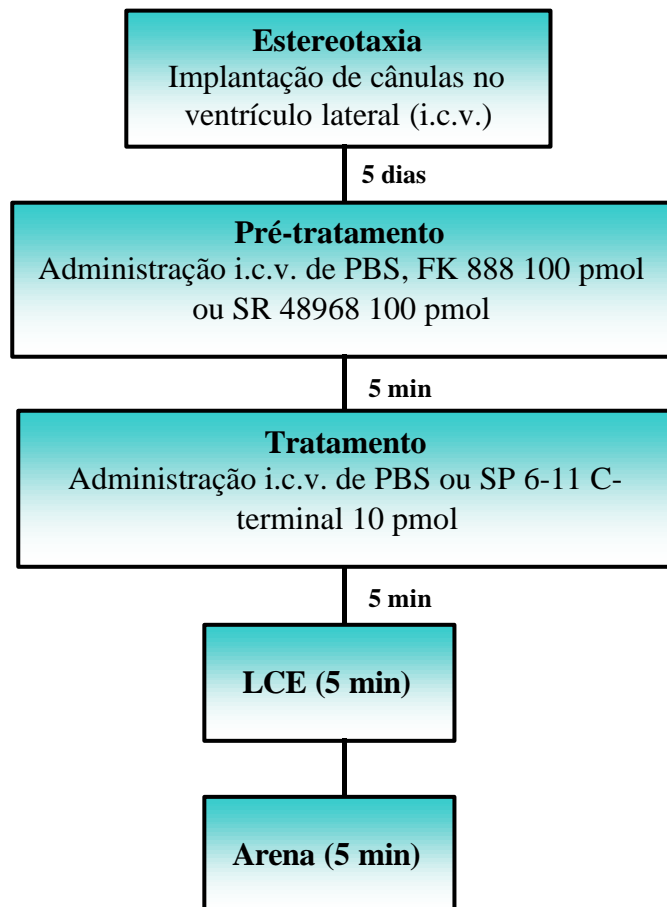 Estereotaxia
Implantação de cânulas no
ventrículo lateral (i.c.v.)
5 dias
Pré-tratamento
Administração i.c.v. de PBS, FK 888 100 pmol
ou SR 48968 100 pmol
5 min
Tratamento
Administração i.c.v. de PBS ou SP 6-11 C-
terminal 10 pmol
5 min
LCE (5 min)
Arena (5 min)